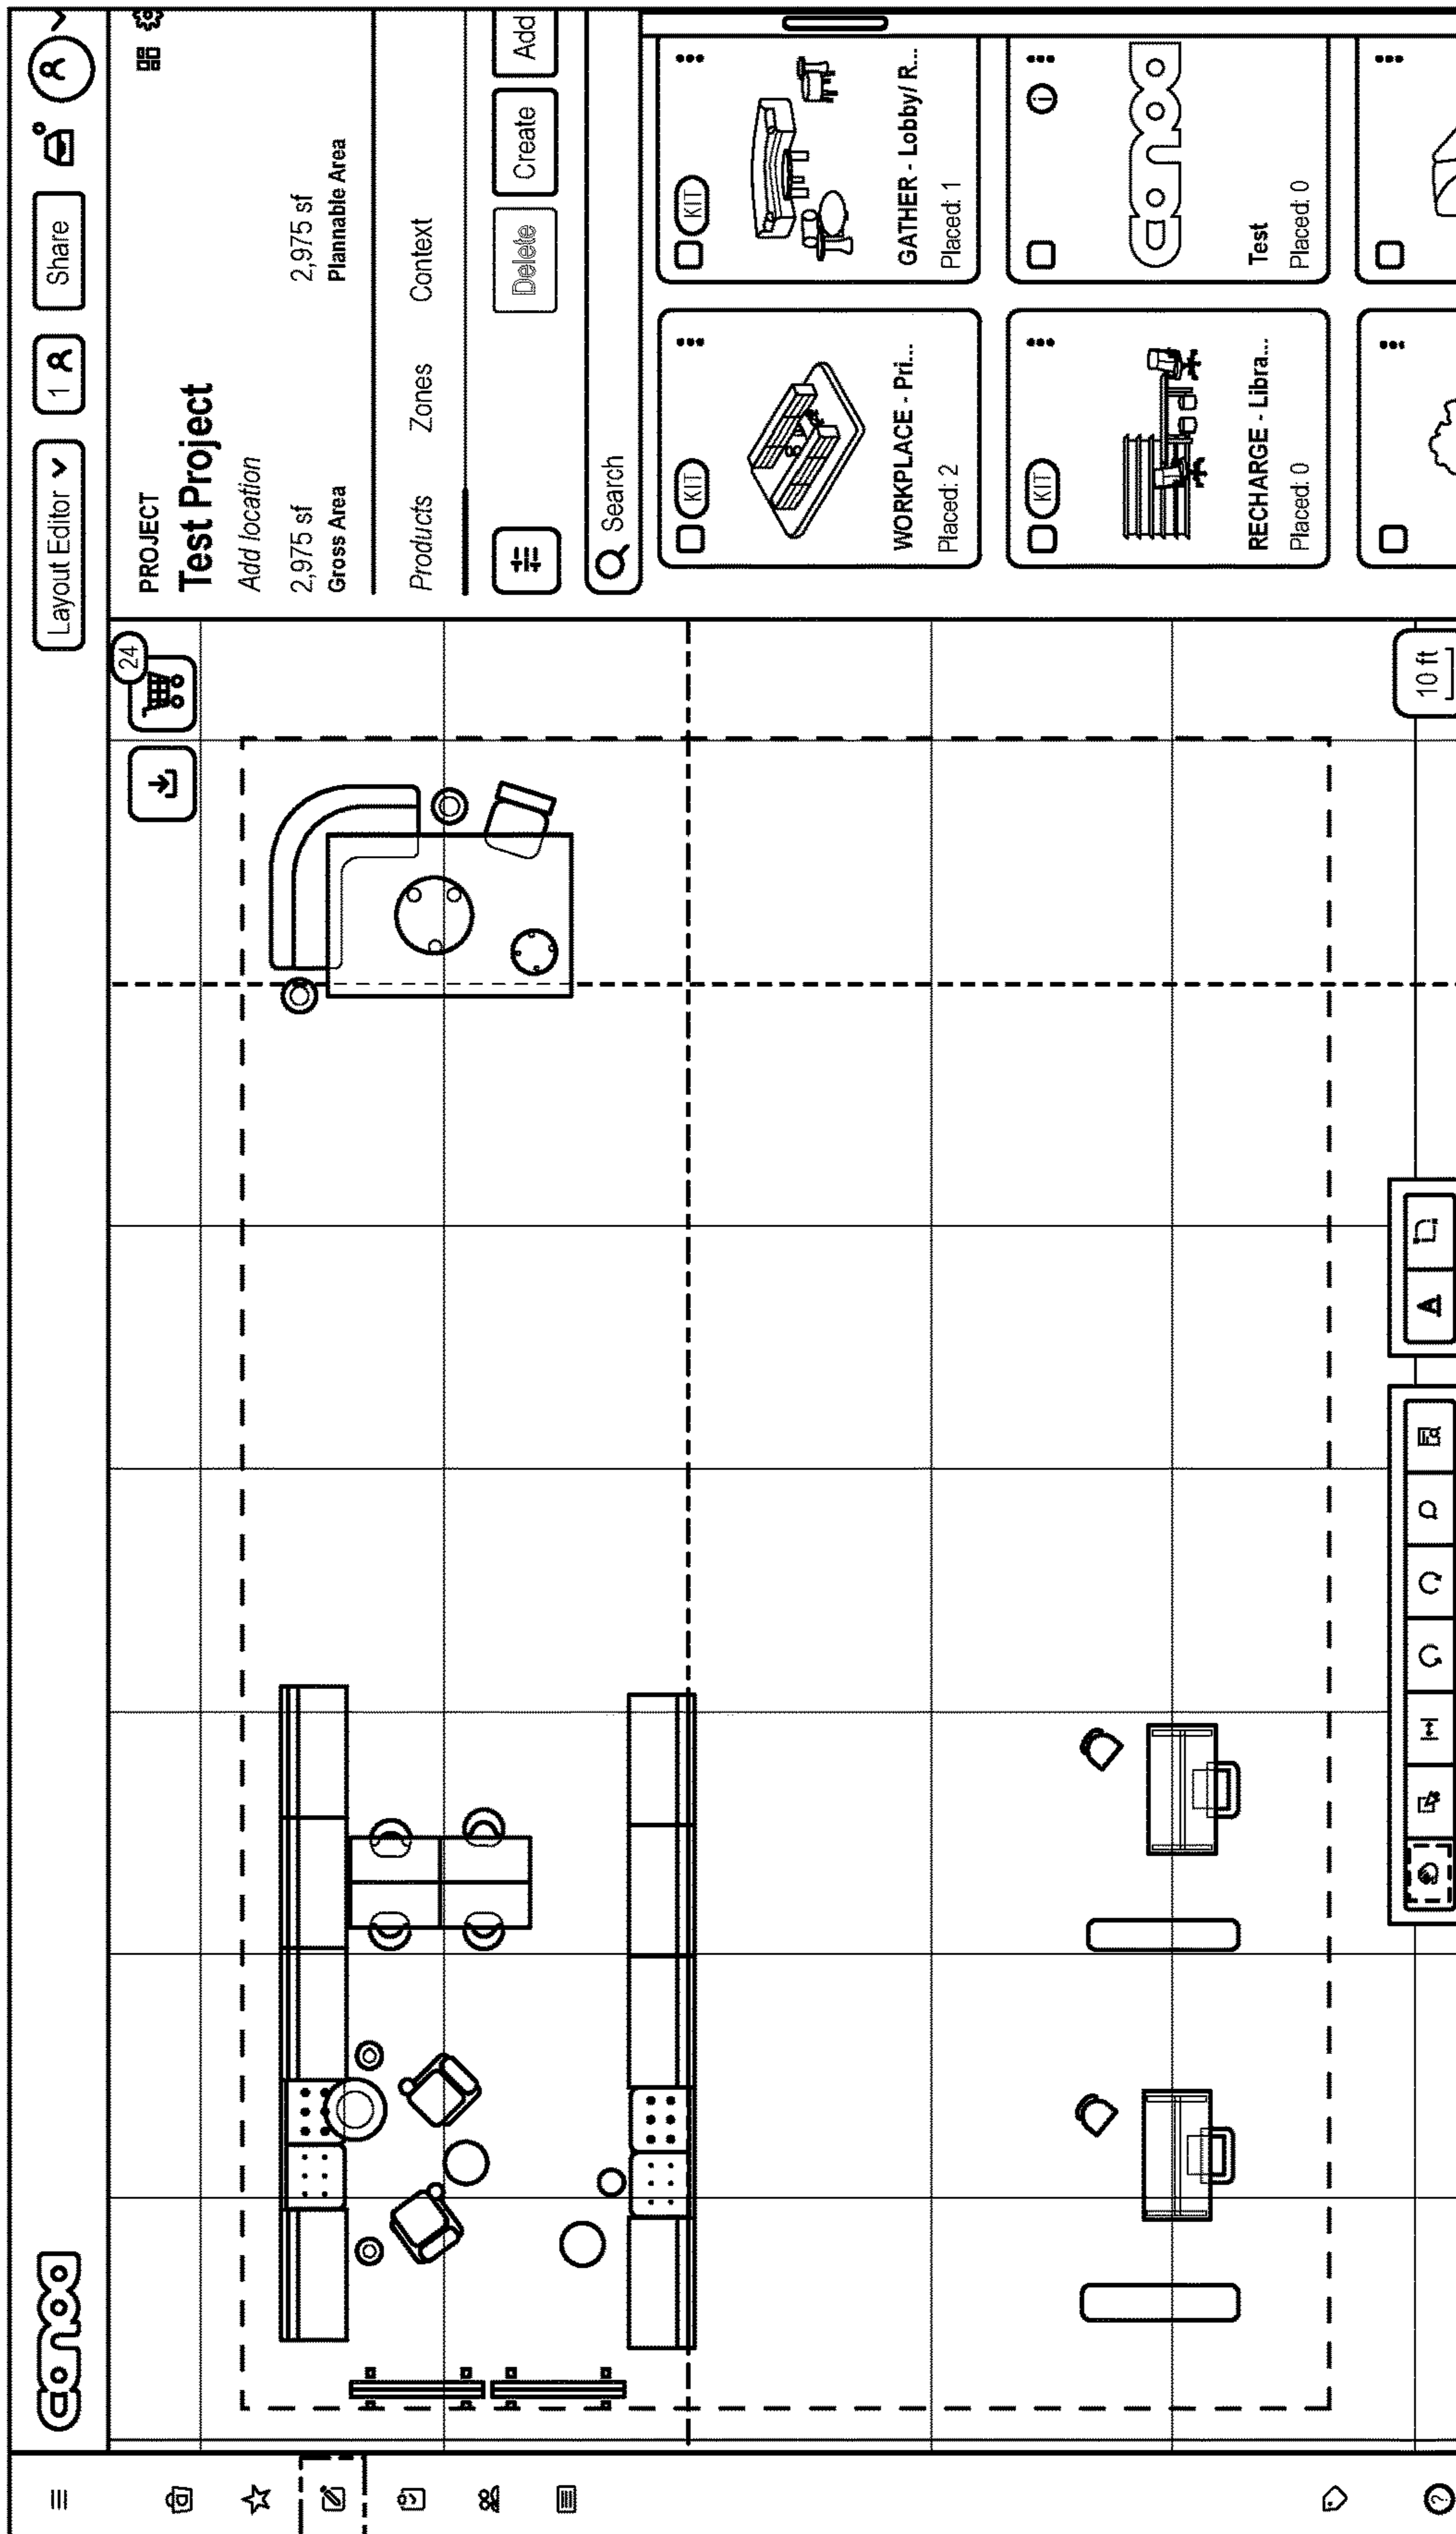 canoa
Layout Editor
1
Share
24
PROJECT
Test Project
Add location
2,975 sf
2,975 sf
Gross Area
Plannable Area
Products
Zones
Context
Delete
Create
Add
Search
KIT
WORKPLACE - Pri...
Placed: 2
KIT
GATHER - Lobby/ R...
Placed: 1
KIT
RECHARGE - Libra...
Placed: 0
canoa
Test
Placed: 0
10 ft